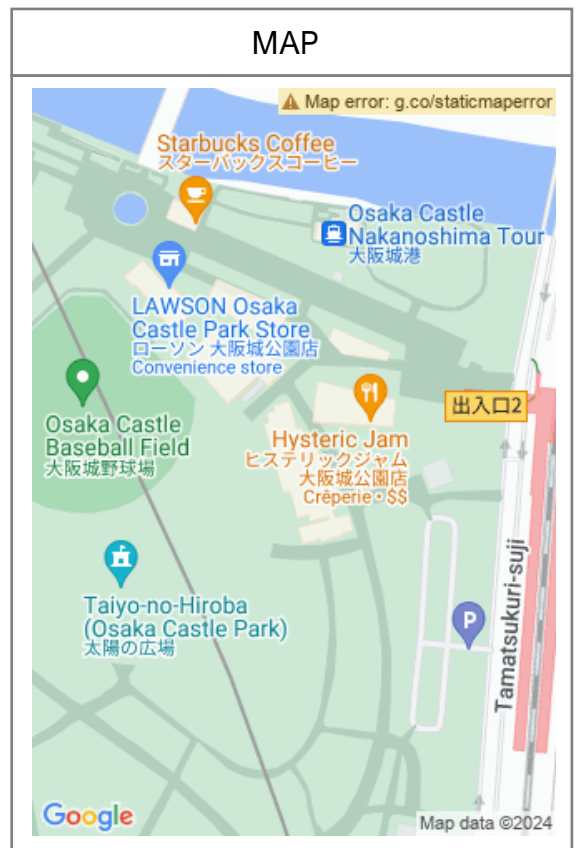 MAP
Map error: g.co/staticmaperror
Starbucks Coffee
スターバックスコーヒー
Osaka Castle
Nakanoshima Tour
大阪城港
LAWSON Osaka
Castle Park Store
ローソン 大阪城公園店
Convenience store
Osaka Castle
Baseball Field
大阪城野球場
出入口2
Hysteric Jam
ヒステリックジャム
大阪城公園店
Crêperie • $$
Taiyo-no-Hiroba
(Osaka Castle Park)
太陽の広場
P
Tamatsukuri-suji
Google
Map data ©2024